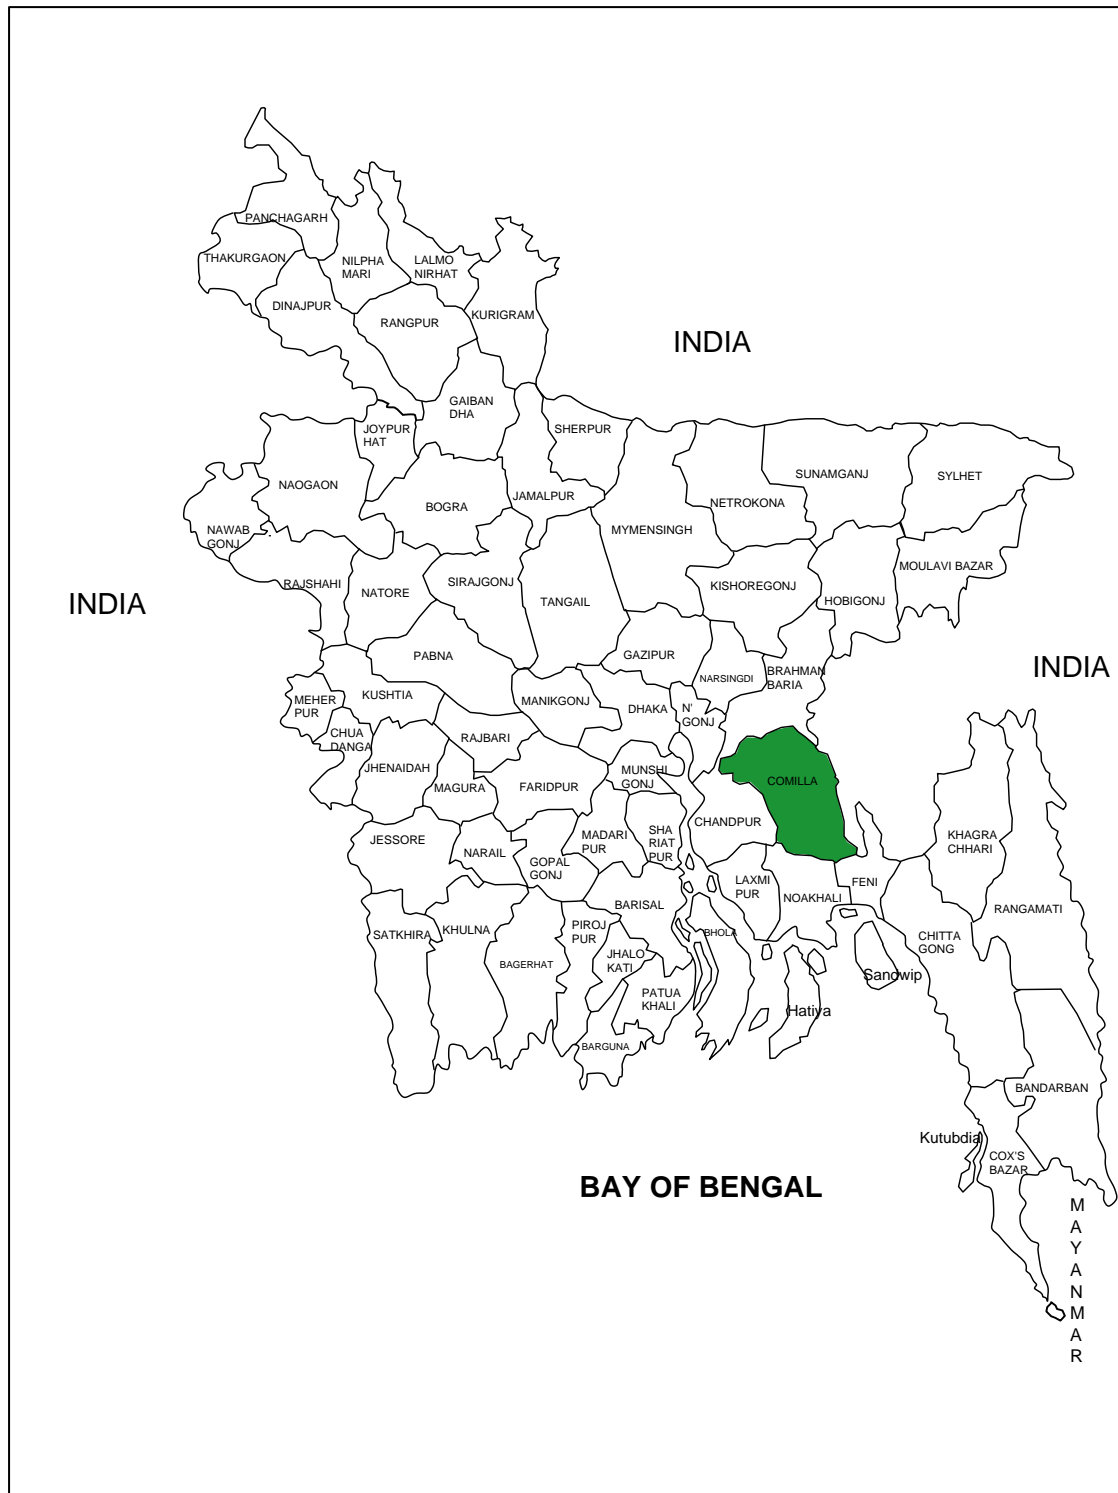 PANCHAGARH
THAKURGAON
NILPHA
MARI
LALMO
NIRHAT
DINAJPUR
RANGPUR
KURIGRAM
INDIA
GAIBAN
DHA
JOYPUR
HAT
SHERPUR
SUNAMGANJ
SYLHET
NAOGAON
BOGRA
JAMALPUR
NETROKONA
NAWAB
GONJ
MYMENSINGH
MOULAVI BAZAR
RAJSHAHI
NATORE
SIRAJGONJ
TANGAIL
KISHOREGONJ
HOBIGONJ
INDIA
PABNA
GAZIPUR
NARSINGDI
BRAHMAN
BARIA
INDIA
MEHER
PUR
KUSHTIA
MANIKGONJ
DHAKA
N'
GONJ
CHUA
DANGA
RAJBARI
JHENAIDAH
MAGURA
FARIDPUR
MUNSHI
GONJ
COMILLA
JESSORE
NARAIL
GOPAL
GONJ
MADARI
PUR
SHA
RIAT
PUR
CHANDPUR
KHAGRA
CHHARI
LAXMI
PUR
NOAKHALI
FENI
RANGAMATI
SATKHIRA
KHULNA
BARISAL
PIROJ
PUR
BHOLA
CHITTA
GONG
BAGERHAT
JHALO
KATI
Sandwip
PATUA
KHALI
Hatiya
BARGUNA
BANDARBAN
Kutubdia
COX'S
BAZAR
BAY OF BENGAL
M
A
Y
A
N
M
A
R